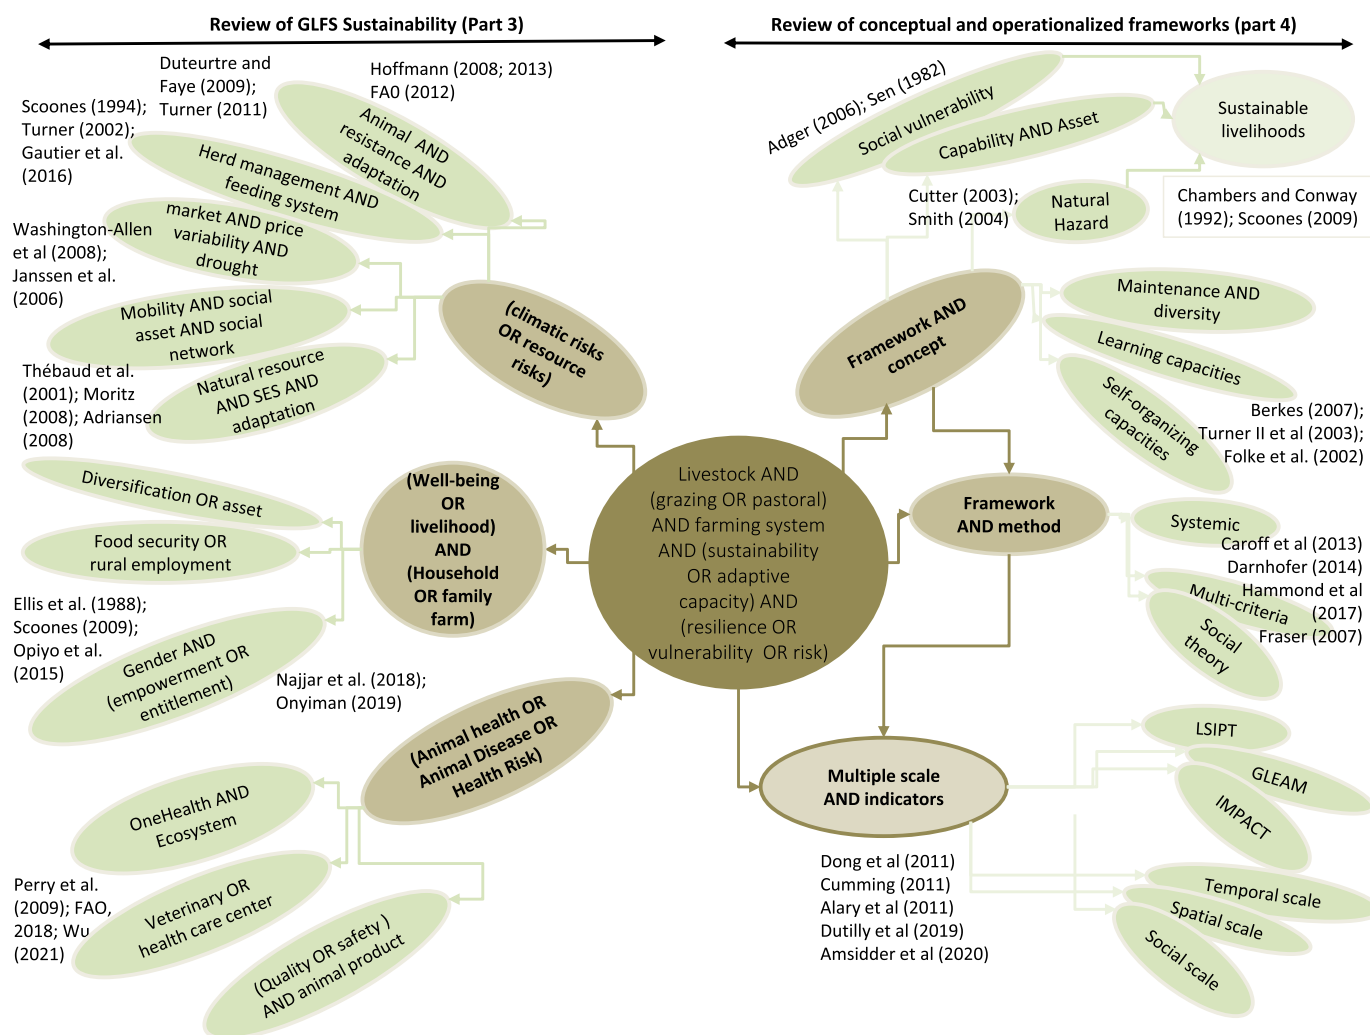 Review of GLFS Sustainability (Part 3)
Review of conceptual and operationalized frameworks (part 4)
Duteurtre and
Faye (2009);
Turner (2011)
Hoffmann (2008; 2013)
FA0 (2012)
Scoones (1994);
Turner (2002);
Gautier et al.
(2016)
Animal AND
resistance AND
adaptation
Herd management AND
feeding system
market AND price
variability AND
drought
Washington-Allen
et al (2008);
Janssen et al.
(2006)
Mobility AND social
asset AND social
network
Thébaud et al.
(2001); Moritz
(2008); Adriansen
(2008)
Natural resource
AND SES AND
adaptation
(climatic risks
OR resource
risks)
Diversification OR asset
Food security OR
rural employment
Ellis et al. (1988);
Scoones (2009);
Opiyo et al.
(2015)
Gender AND
(empowerment OR
entitlement)
Najjar et al. (2018);
Onyiman (2019)
(Well-being
OR
livelihood)
AND
(Household
OR family
farm)
(Animal health OR
Animal Disease OR
Health Risk)
OneHealth AND
Ecosystem
Perry et al.
(2009); FAO,
2018; Wu
(2021)
Veterinary OR
health care center
(Quality OR safety )
AND animal product
Livestock AND
(grazing OR pastoral)
AND farming system
AND (sustainability
OR adaptive
capacity) AND
(resilience OR
vulnerability  OR risk)
Adger (2006); Sen (1982)
Social vulnerability
Capability AND Asset
Sustainable
livelihoods
Cutter (2003);
Smith (2004)
Natural
Hazard
Chambers and Conway
(1992); Scoones (2009)
Framework AND
concept
Maintenance AND
diversity
Learning capacities
Self-organizing
capacities
Berkes (2007);
Turner II et al (2003);
Folke et al. (2002)
Framework
AND method
Systemic
Caroff et al (2013)
Darnhofer (2014)
Hammond et al
(2017)
Fraser (2007)
Multi-criteria
Social
theory
Multiple scale
AND indicators
LSIPT
GLEAM
IMPACT
Dong et al (2011)
Cumming (2011)
Alary et al (2011)
Dutilly et al (2019)
Amsidder et al (2020)
Temporal scale
Spatial scale
Social scale